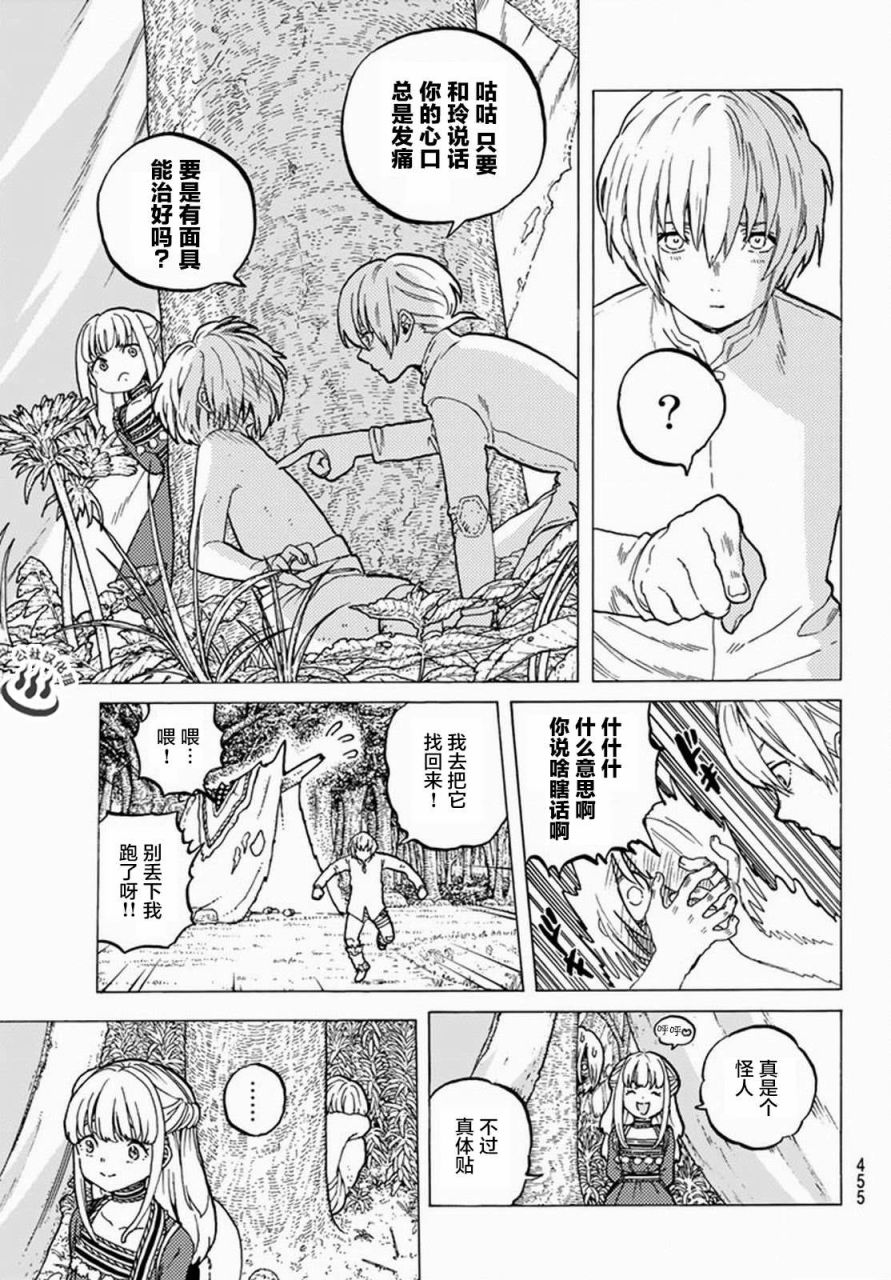 咕咕 只要
和玲说话
你的心口
总是发痛
要是有面具
能治好吗？
？
什什什
什么意思啊
你说啥瞎话啊
ドドッ
我去把它
找回来！
喂…
喂！
别丢下我
跑了呀!!
真是个
怪人
呼呼
不过
真体贴
……
455